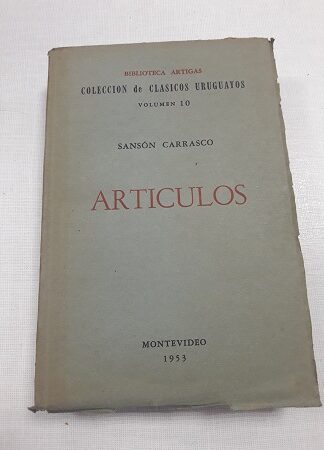 BIBLIOTECA ARTIGAS
COLECCION de CLASICOS URUGUAYOS
VOLUMEN 10
SANSÓN CARRASCO
ARTICULOS
MONTEVIDEO
1953